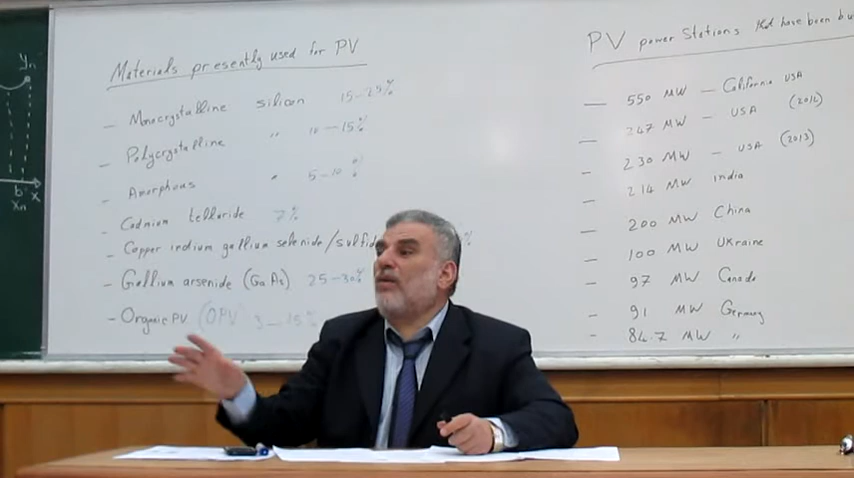 yn
b =
xn
x
Materials presently used for PV
— Monocrystalline silicon 15-25%
— Polycrystalline " 10-15%
— Amorphous " 5-10%
— Cadmium telluride 7%
— Copper indium gallium selenide/sulfide %
— Gallium arsenide (GaAs) 25-30%
— Organic PV (OPV) 3-15%
PV power Stations that have been
— 550 MW — California USA
— 247 MW — USA (2012)
— 230 MW — USA (2013)
— 214 MW india
— 200 MW China
— 100 MW Ukraine
— 97 MW Canada
— 91 MW Germany
— 84.7 MW "